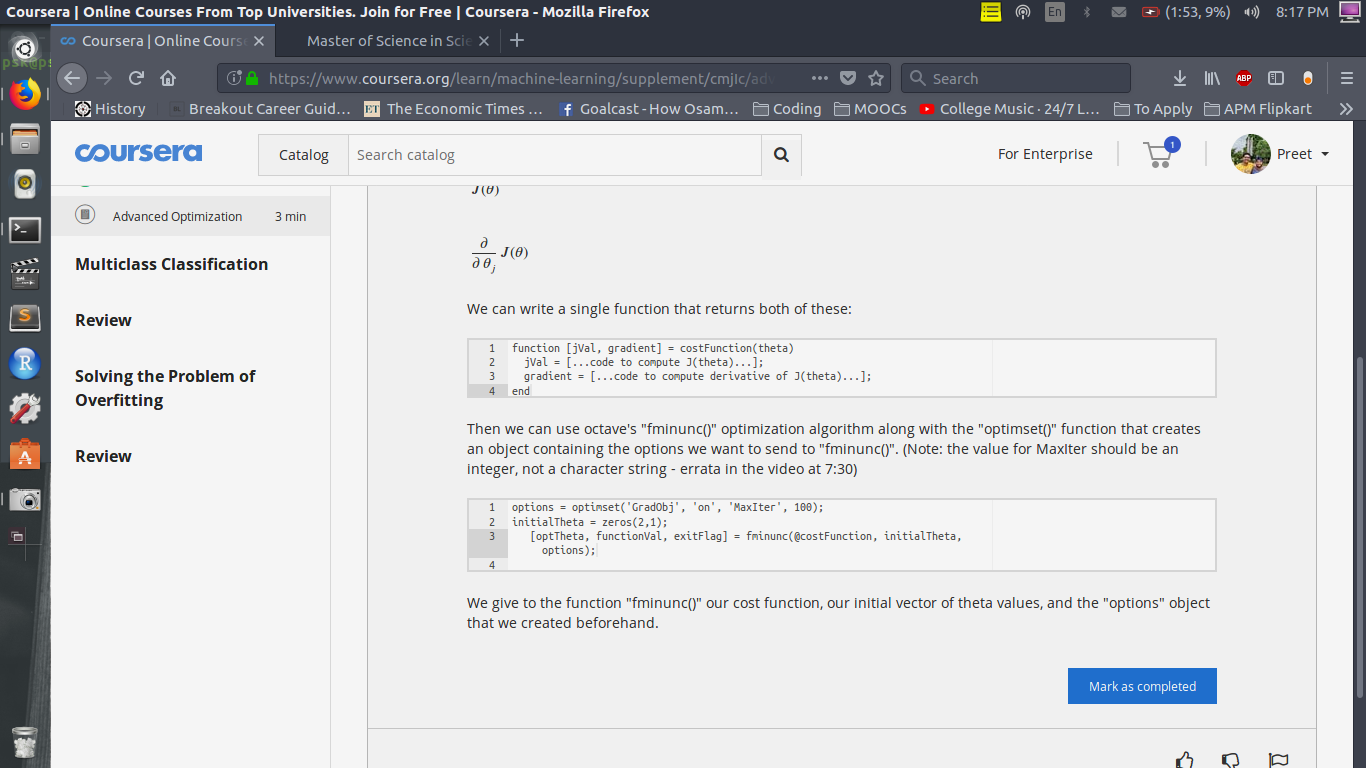 Coursera | Online Courses From Top Universities. Join for Free | Coursera - Mozilla Firefox
En
(1:53, 9%)
8:17 PM
Coursera | Online Cours
Master of Science in Scie
https://www.coursera.org/learn/machine-learning/supplement/cmjIc/adv
Search
ABP
History
Breakout Career Guid...
ET
The Economic Times ...
Goalcast - How Osam...
Coding
MOOCs
College Music · 24/7 L...
To Apply
APM Flipkart
coursera
Catalog
Search catalog
For Enterprise
1
Preet
Advanced Optimization 3 min
Multiclass Classification
Review
Solving the Problem of
Overfitting
Review
J(θ)
∂
∂ θj J(θ)
We can write a single function that returns both of these:
1 function [jVal, gradient] = costFunction(theta)
2 jVal = [...code to compute J(theta)...];
3 gradient = [...code to compute derivative of J(theta)...];
4 end
Then we can use octave's "fminunc()" optimization algorithm along with the "optimset()" function that creates
an object containing the options we want to send to "fminunc()". (Note: the value for MaxIter should be an
integer, not a character string - errata in the video at 7:30)
1 options = optimset('GradObj', 'on', 'MaxIter', 100);
2 initialTheta = zeros(2,1);
3 [optTheta, functionVal, exitFlag] = fminunc(@costFunction, initialTheta,
options);
4
We give to the function "fminunc()" our cost function, our initial vector of theta values, and the "options" object
that we created beforehand.
Mark as completed